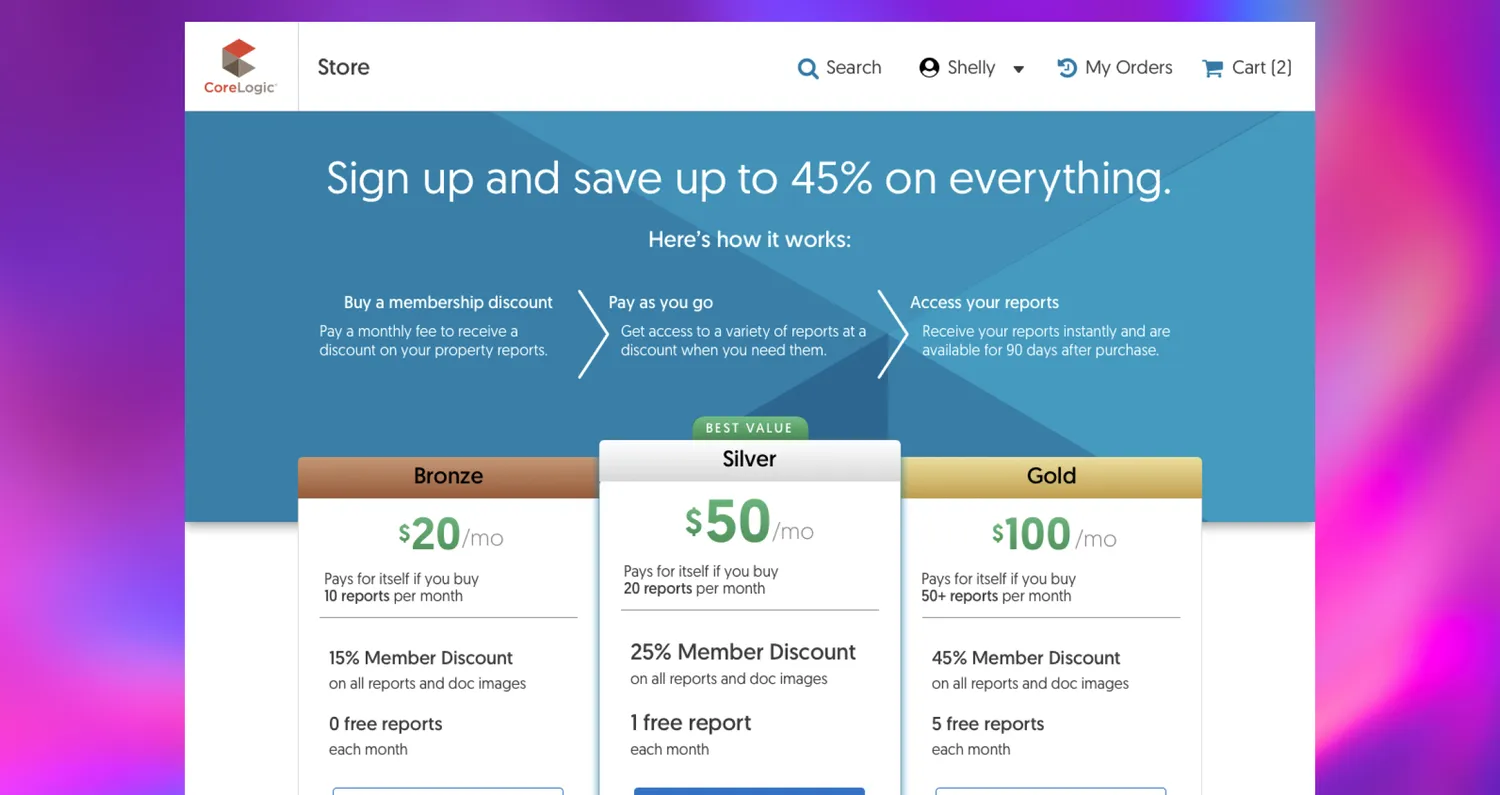 CoreLogic
Store
Search
Shelly
My Orders
Cart (2)
Sign up and save up to 45% on everything.
Here's how it works:
Buy a membership discount
Pay a monthly fee to receive a
discount on your property reports.
Pay as you go
Get access to a variety of reports at a
discount when you need them.
Access your reports
Receive your reports instantly and are
available for 90 days after purchase.
Bronze
$20/mo
Pays for itself if you buy
10 reports per month
15% Member Discount
on all reports and doc images
0 free reports
each month
BEST VALUE
Silver
$50/mo
Pays for itself if you buy
20 reports per month
25% Member Discount
on all reports and doc images
1 free report
each month
Gold
$100/mo
Pays for itself if you buy
50+ reports per month
45% Member Discount
on all reports and doc images
5 free reports
each month